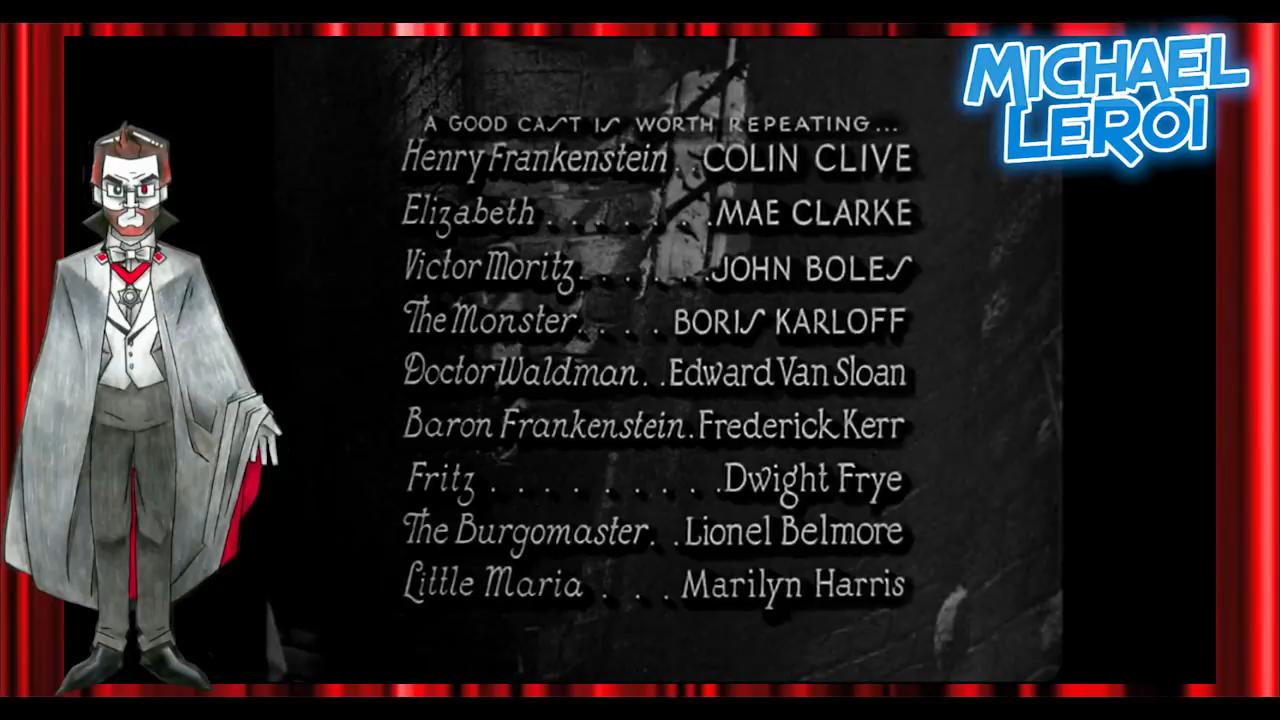 MICHAEL
LEROI
A GOOD CAST IS WORTH REPEATING...
Henry Frankenstein . . COLIN CLIVE
Elizabeth . . . . . . . MAE CLARKE
Victor Moritz . . . . . . JOHN BOLES
The Monster . . . . BORIS KARLOFF
Doctor Waldman . . Edward Van Sloan
Baron Frankenstein . Frederick Kerr
Fritz . . . . . . . . . . Dwight Frye
The Burgomaster . . Lionel Belmore
Little Maria . . . Marilyn Harris